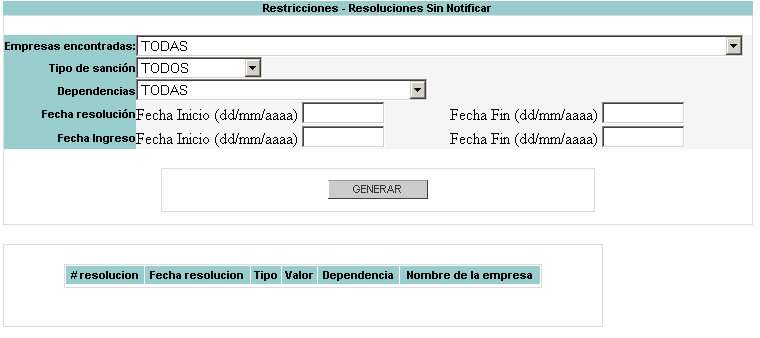 Restricciones - Resoluciones Sin Notificar
Empresas encontradas: TODAS
Tipo de sanción TODOS
Dependencias TODAS
Fecha resolución Fecha Inicio (dd/mm/aaaa) Fecha Fin (dd/mm/aaaa)
Fecha Ingreso Fecha Inicio (dd/mm/aaaa) Fecha Fin (dd/mm/aaaa)
GENERAR
# resolucion Fecha resolucion Tipo Valor Dependencia Nombre de la empresa